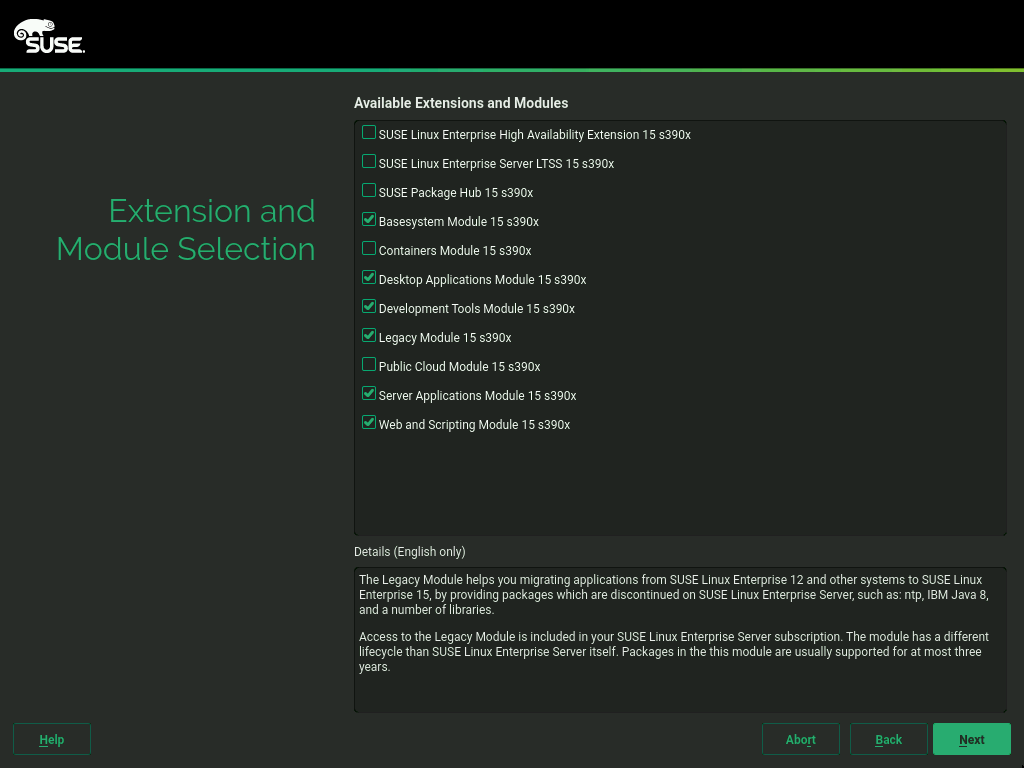 SUSE.
Extension and
Module Selection
Available Extensions and Modules
SUSE Linux Enterprise High Availability Extension 15 s390x
SUSE Linux Enterprise Server LTSS 15 s390x
SUSE Package Hub 15 s390x
Basesystem Module 15 s390x
Containers Module 15 s390x
Desktop Applications Module 15 s390x
Development Tools Module 15 s390x
Legacy Module 15 s390x
Public Cloud Module 15 s390x
Server Applications Module 15 s390x
Web and Scripting Module 15 s390x
Details (English only)
The Legacy Module helps you migrating applications from SUSE Linux Enterprise 12 and other systems to SUSE Linux
Enterprise 15, by providing packages which are discontinued on SUSE Linux Enterprise Server, such as: ntp, IBM Java 8,
and a number of libraries.
Access to the Legacy Module is included in your SUSE Linux Enterprise Server subscription. The module has a different
lifecycle than SUSE Linux Enterprise Server itself. Packages in the this module are usually supported for at most three
years.
Help
Abort
Back
Next